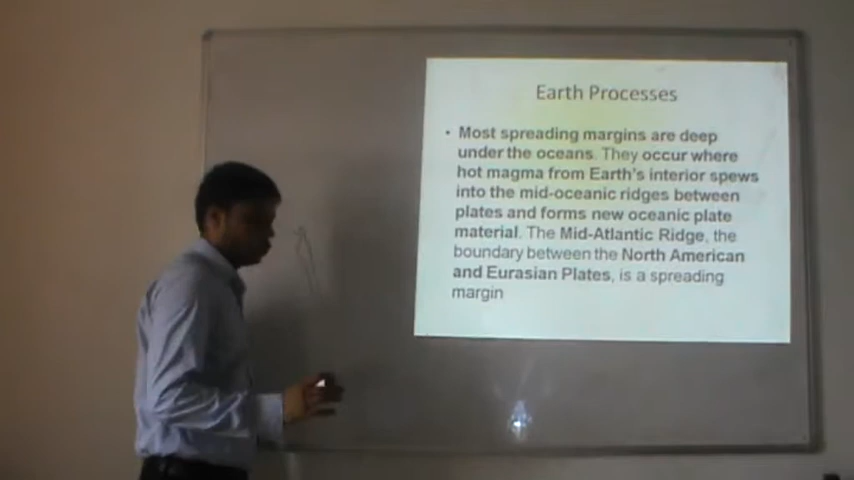 Earth Processes
• Most spreading margins are deep
under the oceans. They occur where
hot magma from Earth's interior spews
into the mid-oceanic ridges between
plates and forms new oceanic plate
material. The Mid-Atlantic Ridge, the
boundary between the North American
and Eurasian Plates, is a spreading
margin